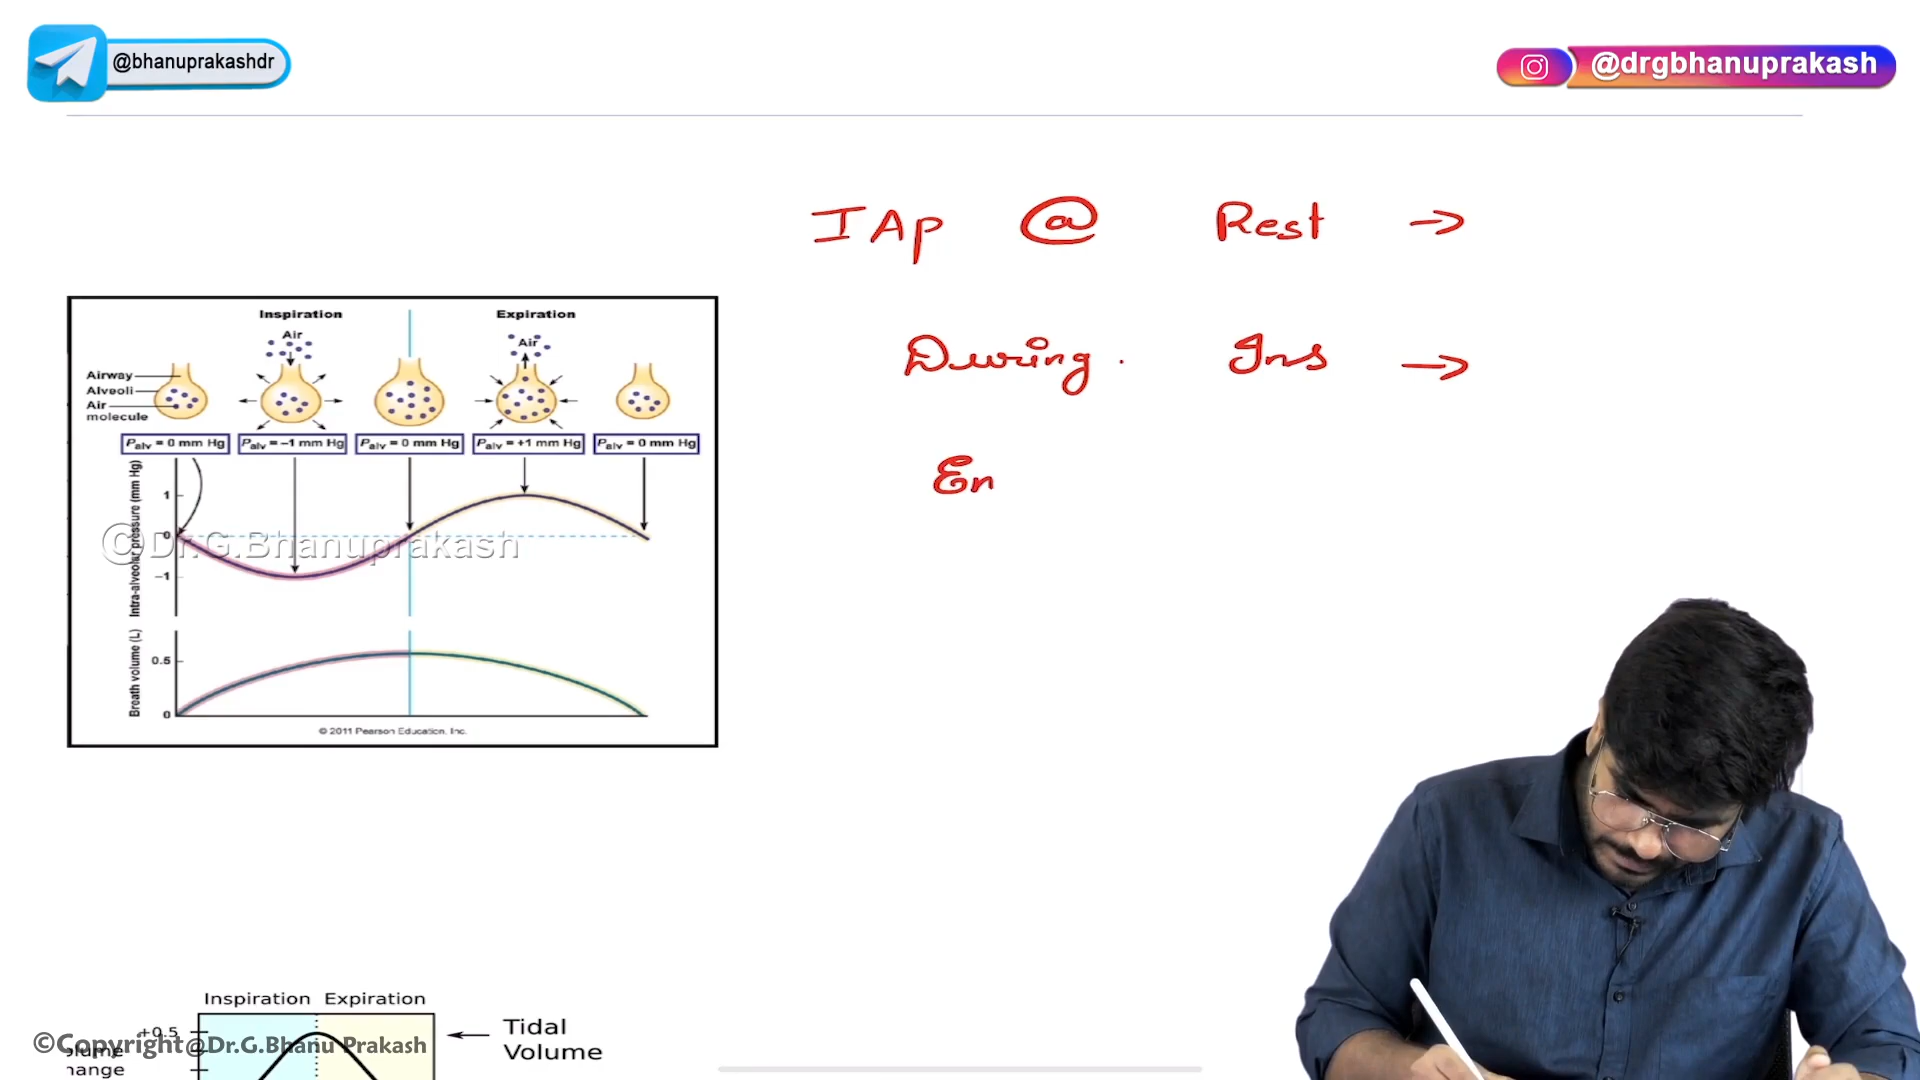 @bhanuprakashdr
@drgbhanuprakash
IAP @ Rest →
During. Ins →
En
Inspiration
Expiration
Air
Air
Airway
Alveoli
Air
molecule
Palv = 0 mm Hg
Palv = –1 mm Hg
Palv = 0 mm Hg
Palv = +1 mm Hg
Palv = 0 mm Hg
Intra-alveolar pressure (mm Hg)
1
0
–1
©Dr.G.Bhanuprakash
Breath volume (L)
0.5
0
© 2011 Pearson Education, Inc.
Inspiration Expiration
+0.5
Tidal
Volume
©Copyright@Dr.G.Bhanu Prakash